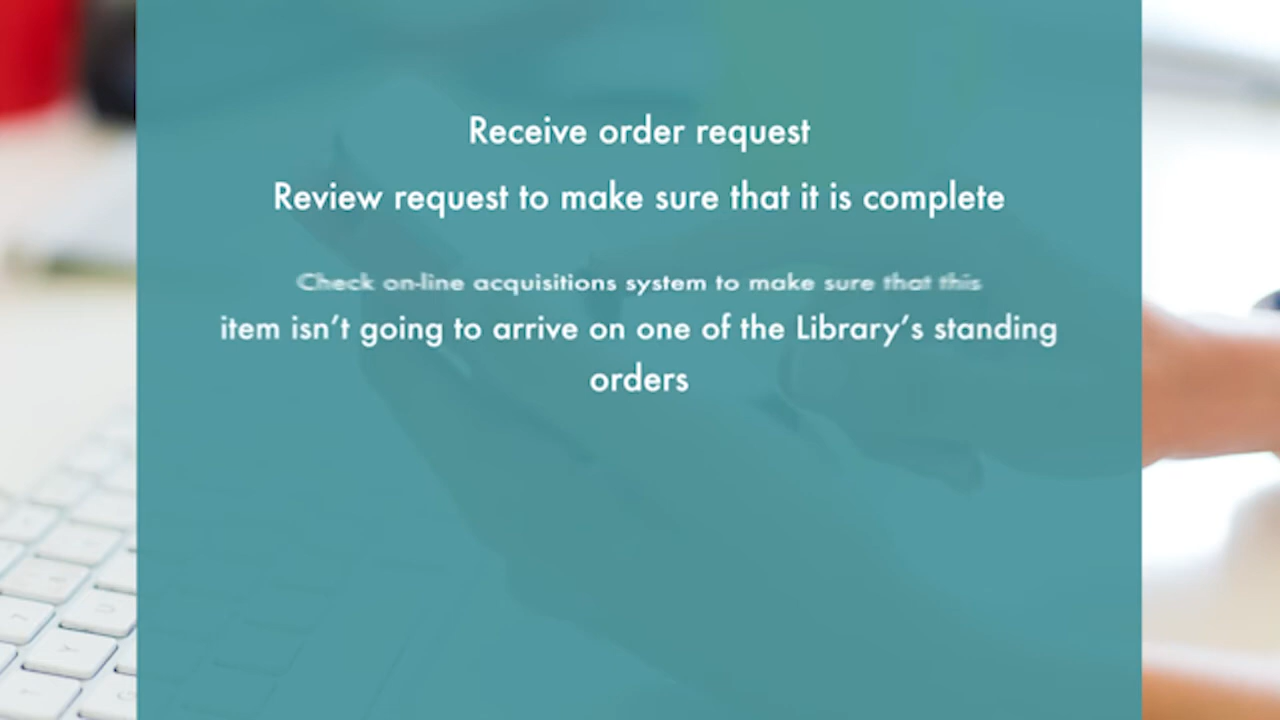 Receive order request
Review request to make sure that it is complete
Check on-line acquisitions system to make sure that this
item isn’t going to arrive on one of the Library’s standing
orders